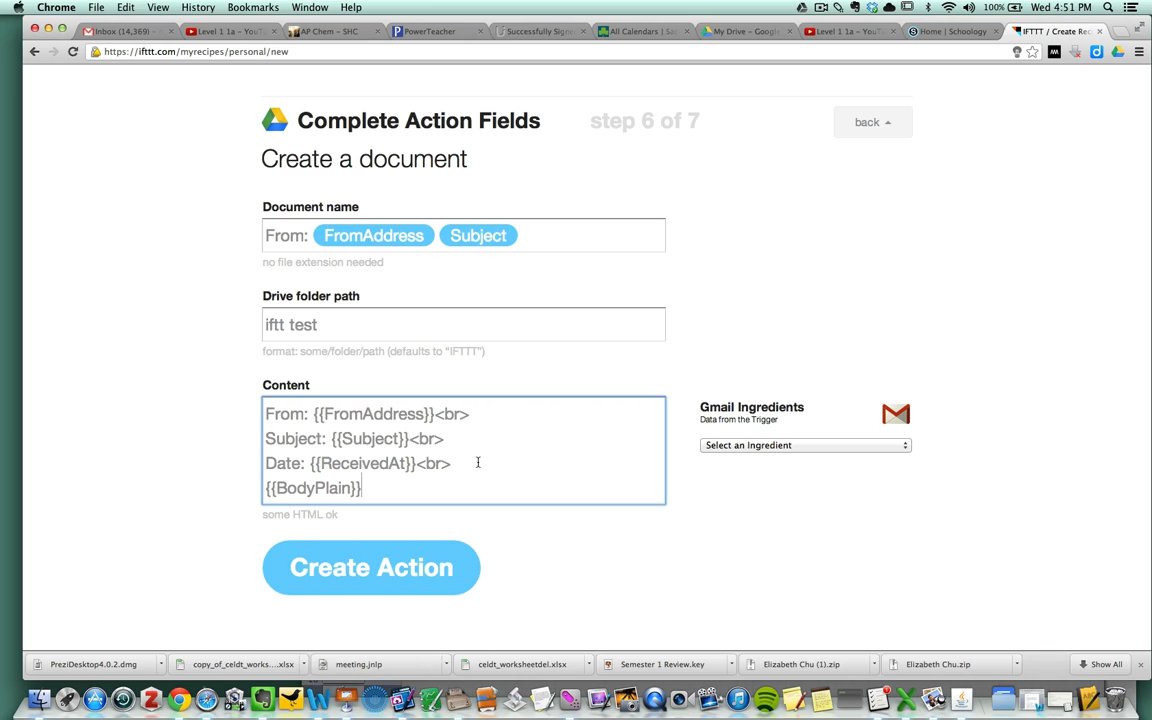 Chrome File Edit View History Bookmarks Window Help
100% Wed 4:51 PM
Inbox (14,369)
Level 1 1a – YouT
AP Chem – SHC
PowerTeacher
Successfully Sign
All Calendars | Sa
My Drive – Google
Level 1 1a – YouT
Home | Schoology
IFTTT / Create Rec
https://ifttt.com/myrecipes/personal/new
Complete Action Fields step 6 of 7
back
Create a document
Document name
From: FromAddress Subject
no file extension needed
Drive folder path
iftt test
format: some/folder/path (defaults to "IFTTT")
Content
From: {{FromAddress}}<br>
Subject: {{Subject}}<br>
Date: {{ReceivedAt}}<br>
{{BodyPlain}}
some HTML ok
Gmail Ingredients
Data from the Trigger
Select an Ingredient
Create Action
PreziDesktop4.0.2.dmg
copy_of_celdt_works....xlsx
meeting.jnlp
celdt_worksheetdel.xlsx
Semester 1 Review.key
Elizabeth Chu (1).zip
Elizabeth Chu.zip
Show All